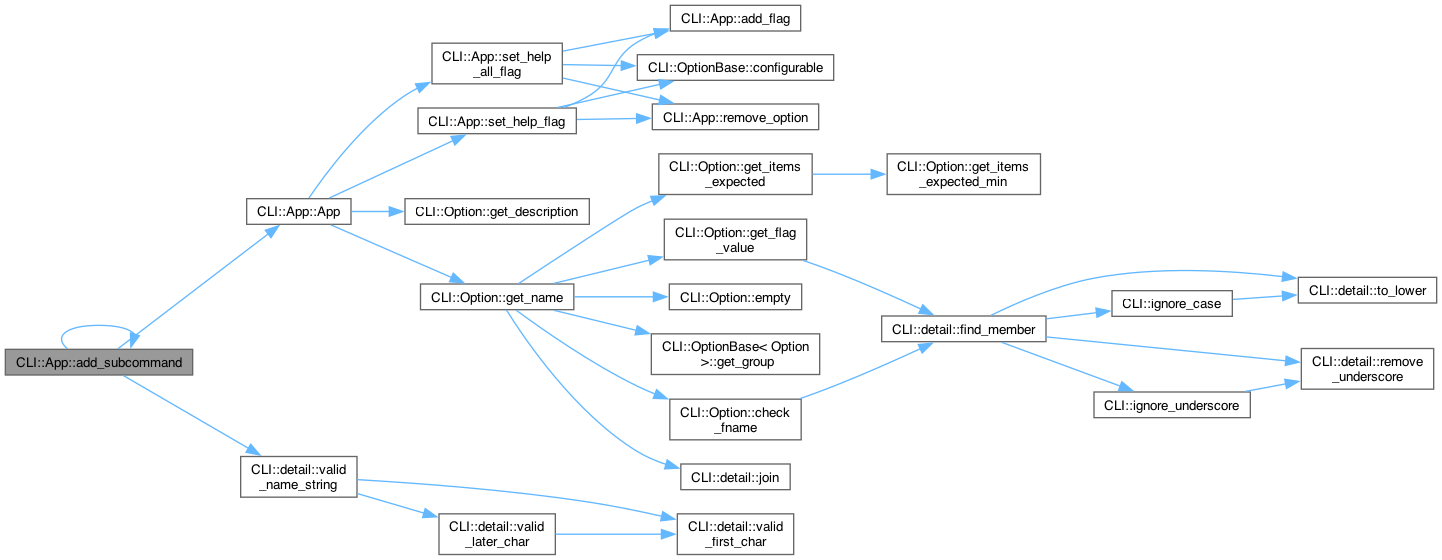 CLI::App::add_subcommand
CLI::App::App
CLI::detail::valid
_name_string
CLI::App::set_help
_all_flag
CLI::App::set_help_flag
CLI::Option::get_description
CLI::Option::get_name
CLI::detail::valid
_later_char
CLI::App::add_flag
CLI::OptionBase::configurable
CLI::App::remove_option
CLI::Option::get_items
_expected
CLI::Option::get_flag
_value
CLI::Option::empty
CLI::OptionBase< Option
>::get_group
CLI::Option::check
_fname
CLI::detail::join
CLI::detail::valid
_first_char
CLI::Option::get_items
_expected_min
CLI::detail::find_member
CLI::ignore_case
CLI::ignore_underscore
CLI::detail::to_lower
CLI::detail::remove
_underscore